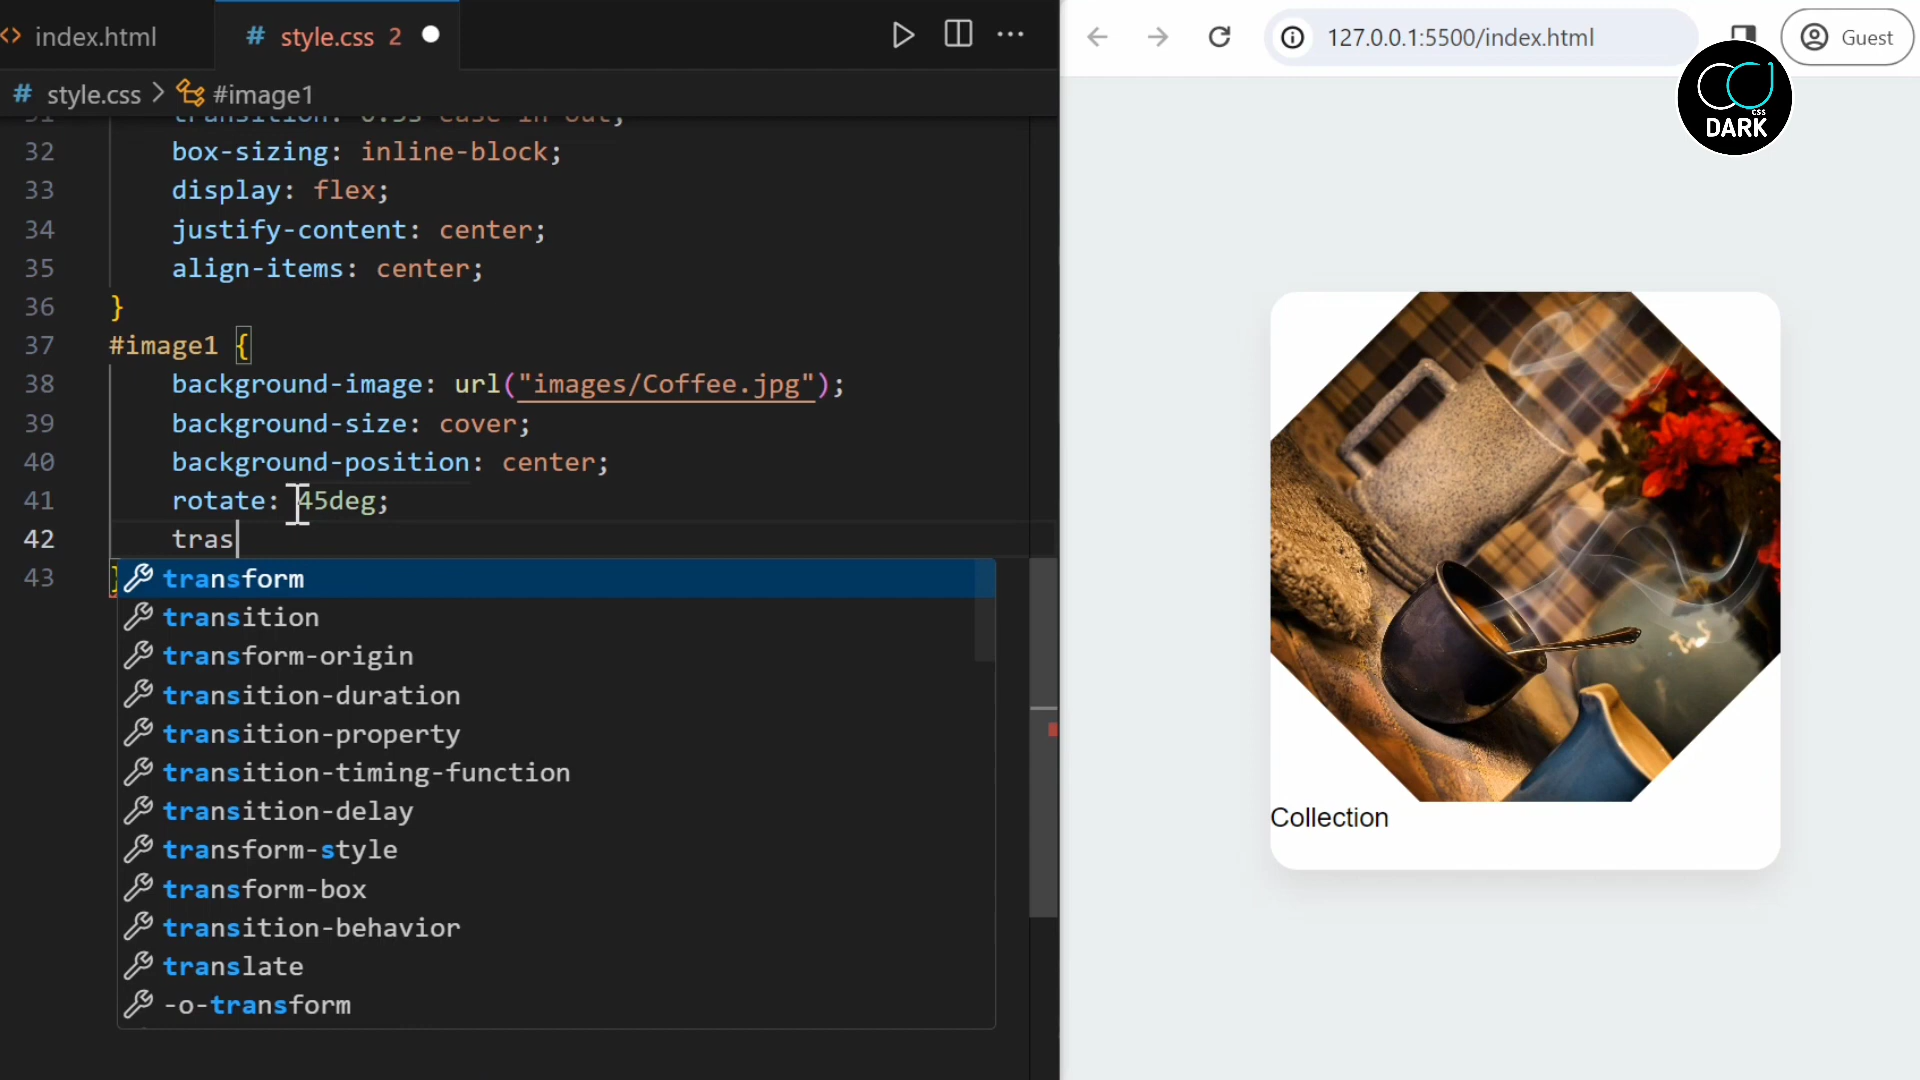 index.html
# style.css 2
127.0.0.1:5500/index.html
Guest
CSS
DARK
# style.css > #image1
32 box-sizing: inline-block;
33 display: flex;
34 justify-content: center;
35 align-items: center;
36 }
37 #image1 {
38 background-image: url("images/Coffee.jpg");
39 background-size: cover;
40 background-position: center;
41 rotate: 45deg;
42 tras
43 }
transform
transition
transform-origin
transition-duration
transition-property
transition-timing-function
transition-delay
transform-style
transform-box
transition-behavior
translate
-o-transform
Collection